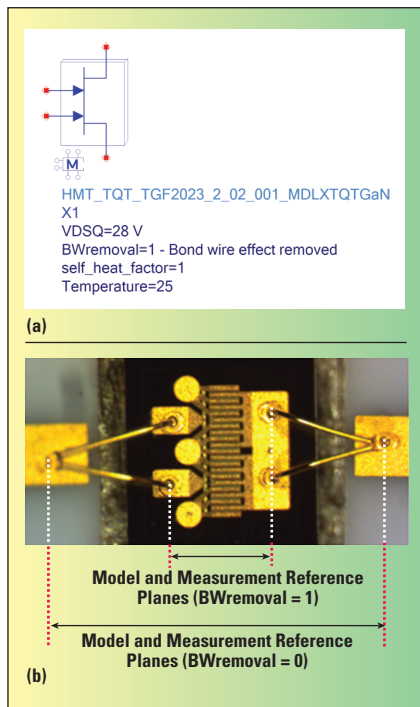 M
HMT_TQT_TGF2023_2_02_001_MDLXTQTGaN
X1
VDSQ=28 V
BWremoval=1 - Bond wire effect removed
self_heat_factor=1
Temperature=25
(a)
Model and Measurement Reference
Planes (BWremoval = 1)
Model and Measurement Reference
Planes (BWremoval = 0)
(b)